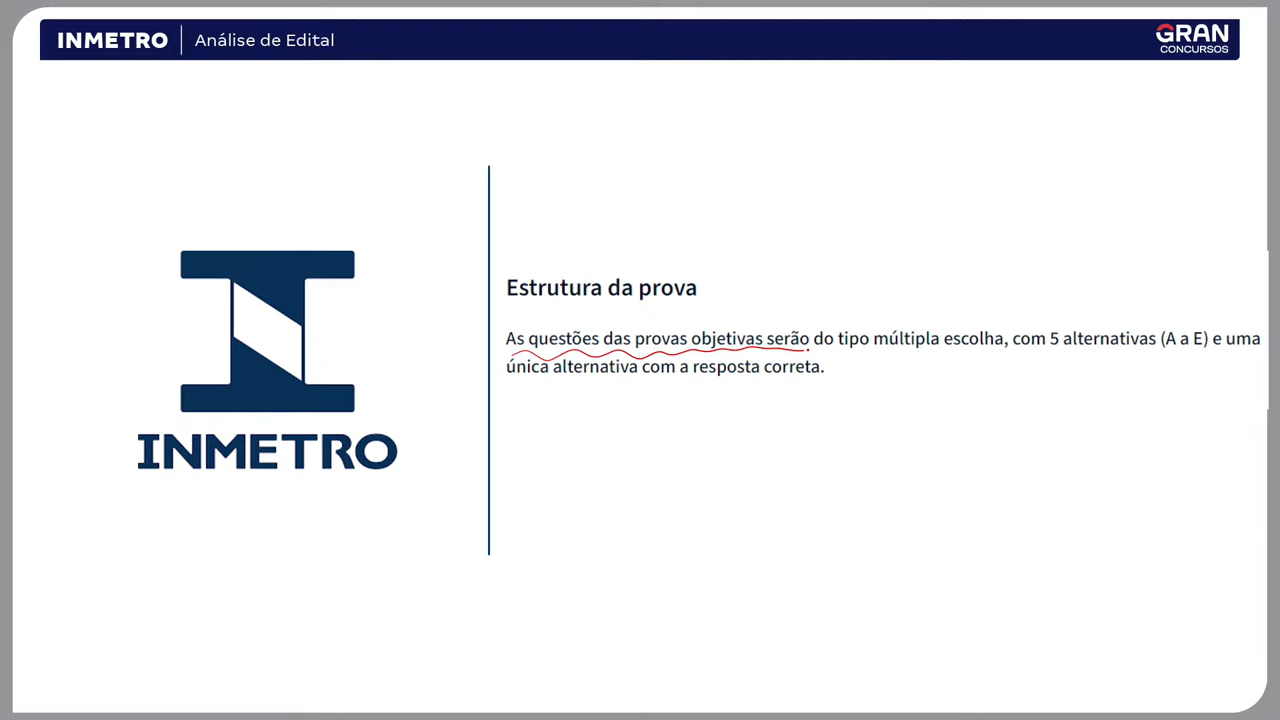 INMETRO
Análise de Edital
GRAN
CONCURSOS
Estrutura da prova
As questões das provas objetivas serão do tipo múltipla escolha, com 5 alternativas (A a E) e uma
única alternativa com a resposta correta.
INMETRO